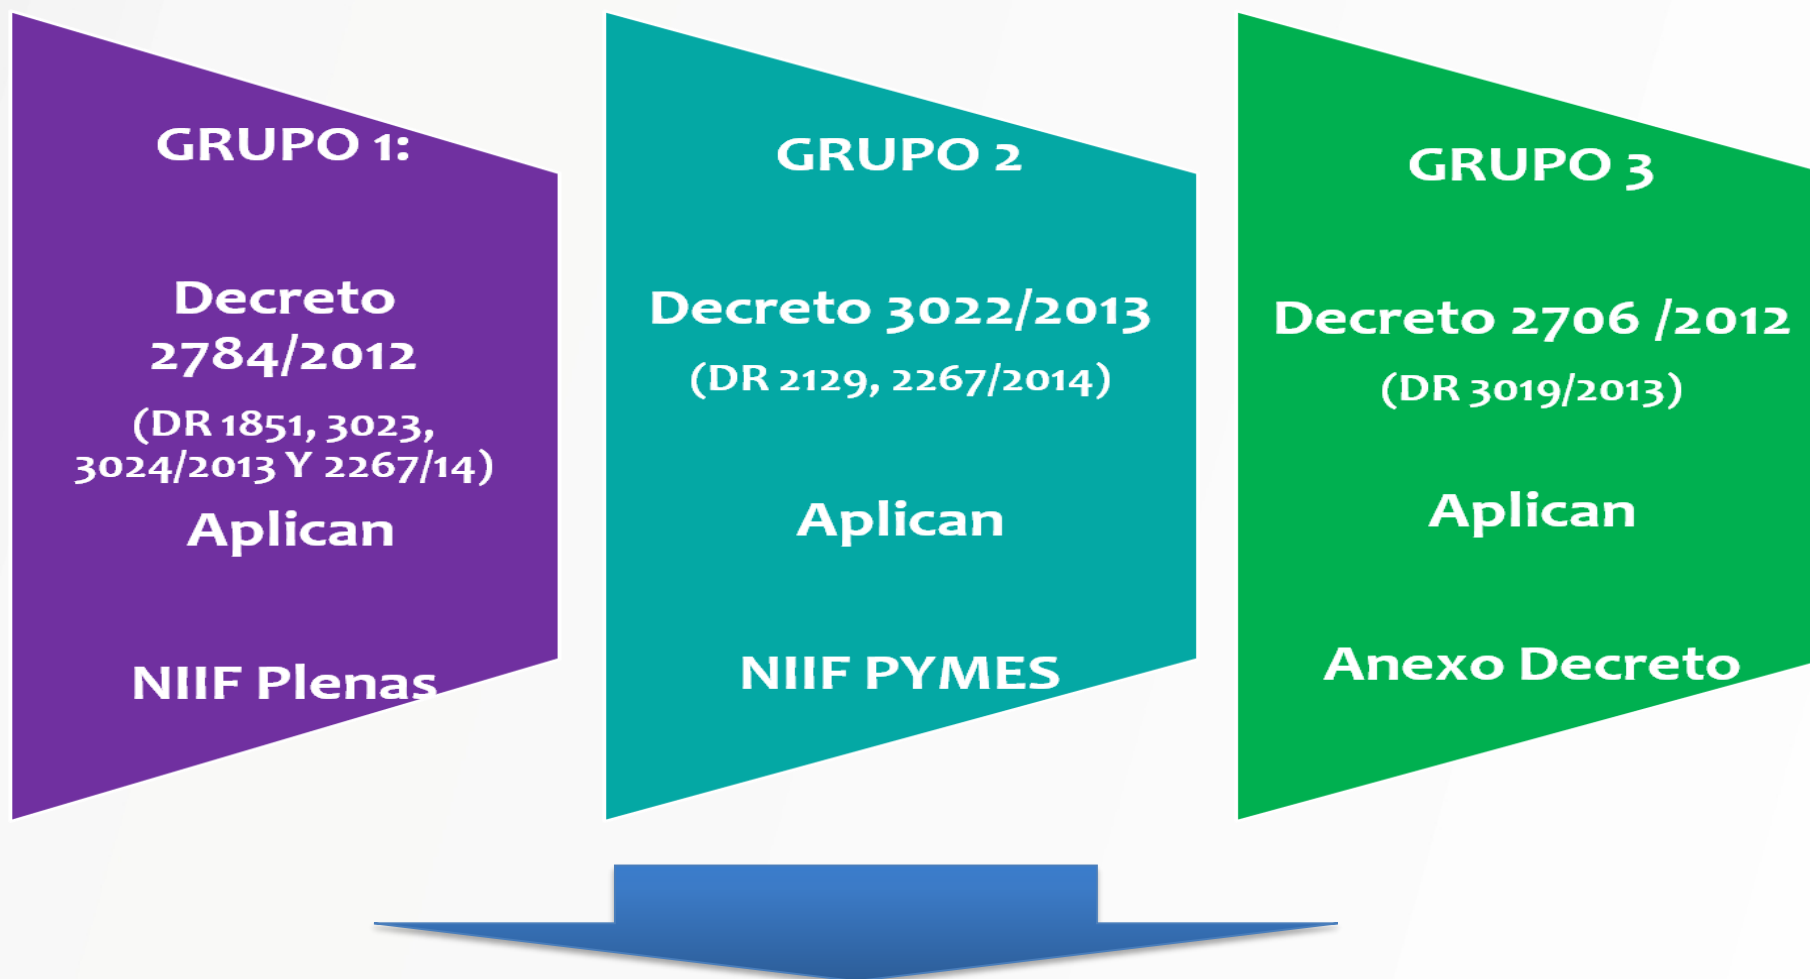 GRUPO 1:
Decreto
2784/2012
(DR 1851, 3023,
3024/2013 Y 2267/14)
Aplican
NIIF Plenas
GRUPO 2
Decreto 3022/2013
(DR 2129, 2267/2014)
Aplican
NIIF PYMES
GRUPO 3
Decreto 2706 /2012
(DR 3019/2013)
Aplican
Anexo Decreto